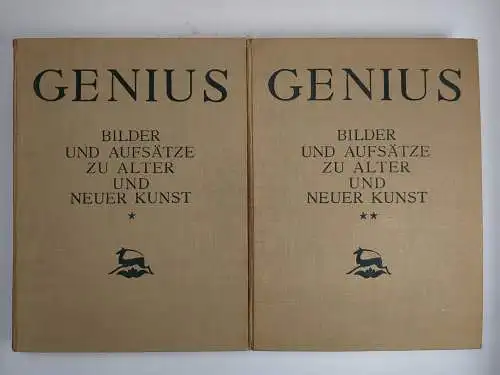 GENIUS
BILDER
UND AUFSÄTZE
ZU ALTER
UND
NEUER KUNST
*
GENIUS
BILDER
UND AUFSÄTZE
ZU ALTER
UND
NEUER KUNST
**